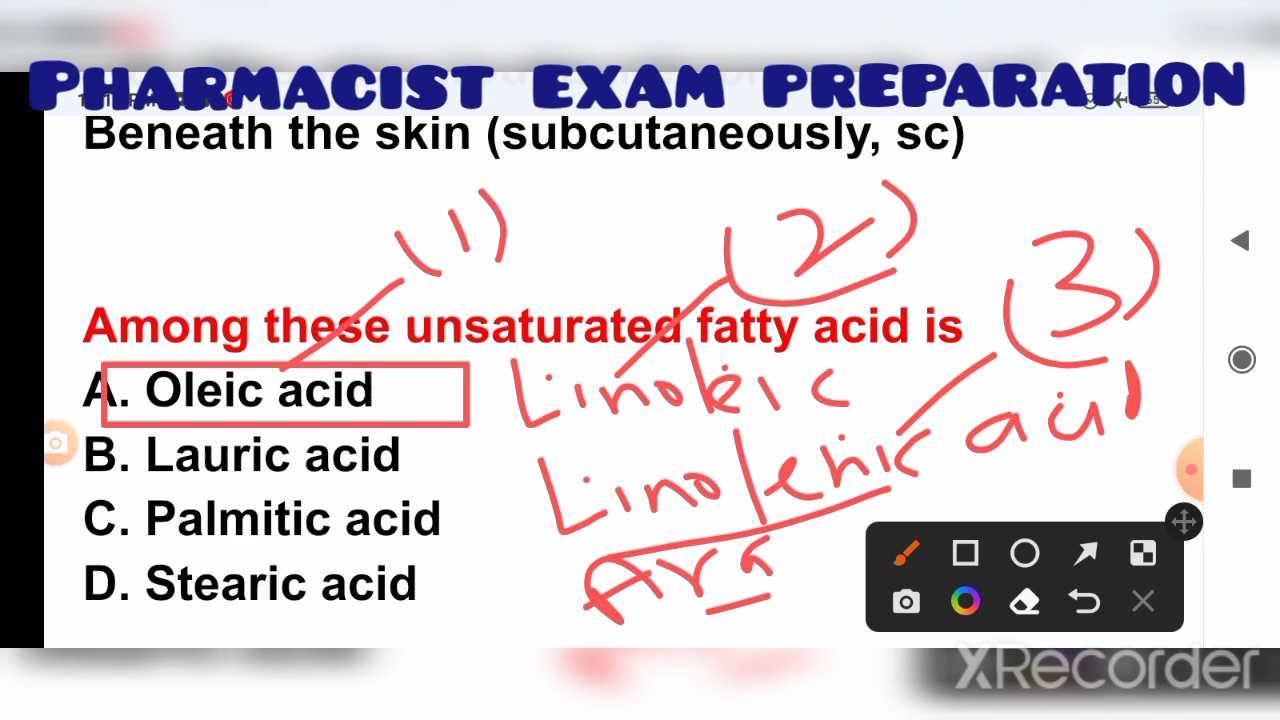 PHARMACIST EXAM PREPARATION
Beneath the skin (subcutaneously, sc)
(1) (2) (3)
Among these unsaturated fatty acid is
A. Oleic acid
Linoleic acid
B. Lauric acid
Linolenic
C. Palmitic acid
Ara
D. Stearic acid
XRecorder